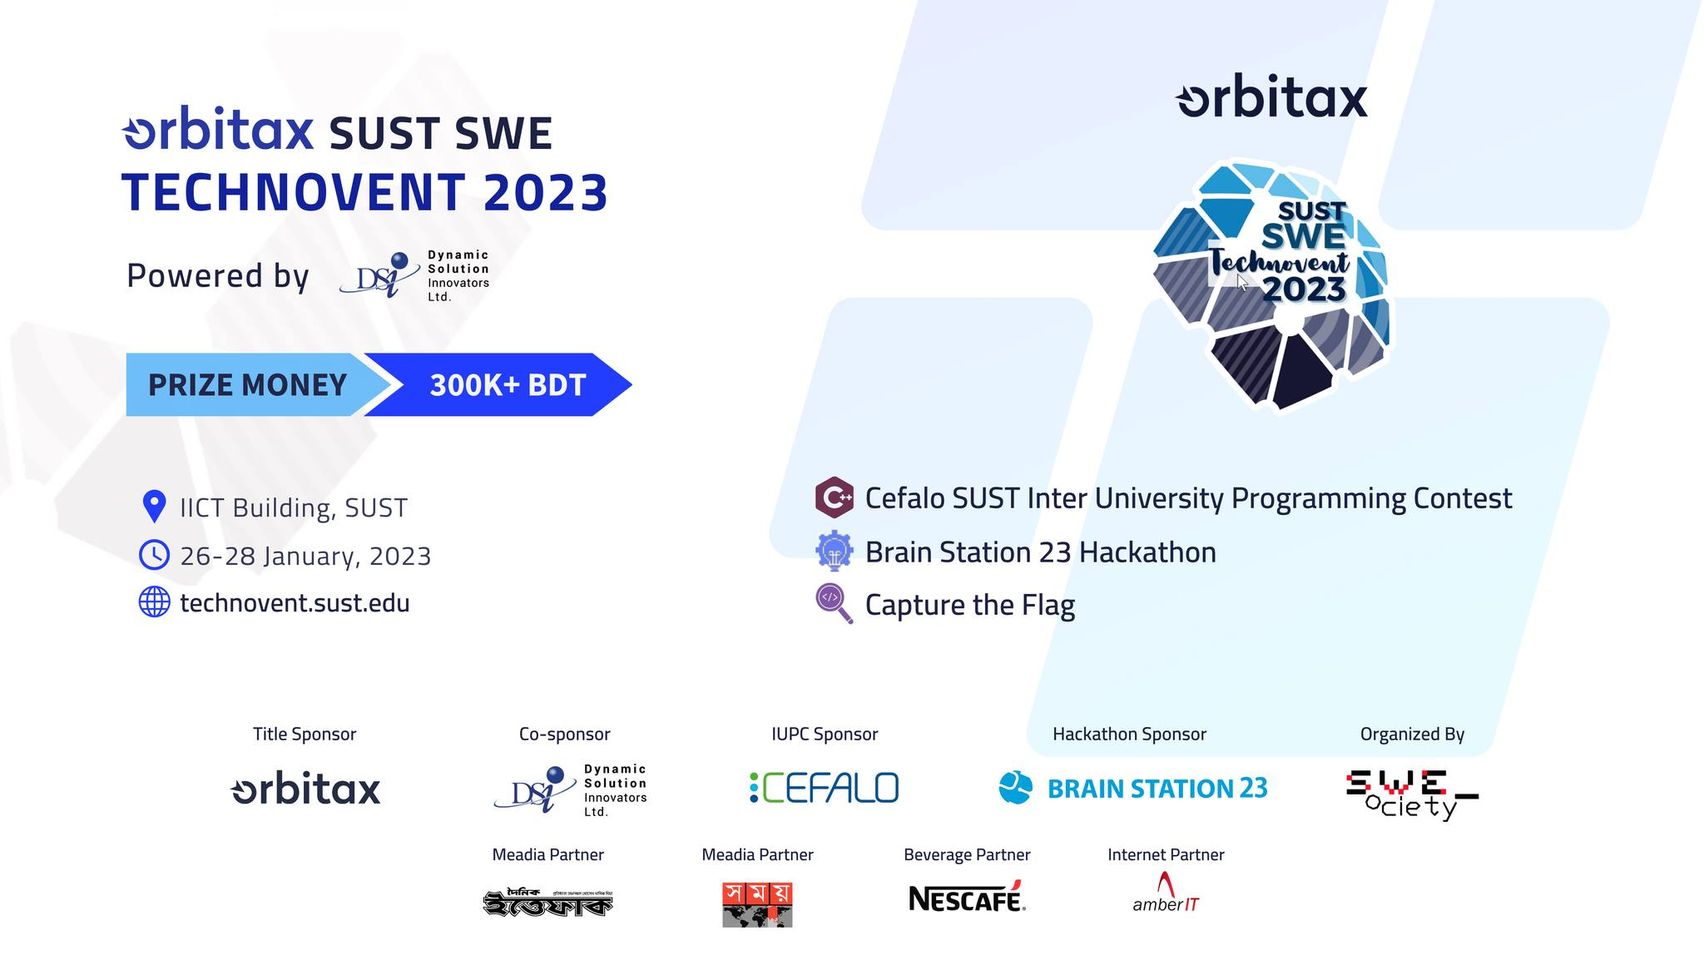 orbitax SUST SWE
TECHNOVENT 2023
Powered by
DSi
Dynamic
Solution
Innovators
Ltd.
PRIZE MONEY
300K+ BDT
IICT Building, SUST
26-28 January, 2023
technovent.sust.edu
orbitax
SUST
SWE
Technovent
2023
C++
Cefalo SUST Inter University Programming Contest
Brain Station 23 Hackathon
</>
Capture the Flag
Title Sponsor
orbitax
Co-sponsor
DSi
Dynamic
Solution
Innovators
Ltd.
IUPC Sponsor
CEFALO
Hackathon Sponsor
BRAIN STATION 23
Organized By
SWE_
ociety
Meadia Partner
দৈনিক
ইত্তেফাক
Meadia Partner
সময়
Beverage Partner
NESCAFÉ®
Internet Partner
amberIT